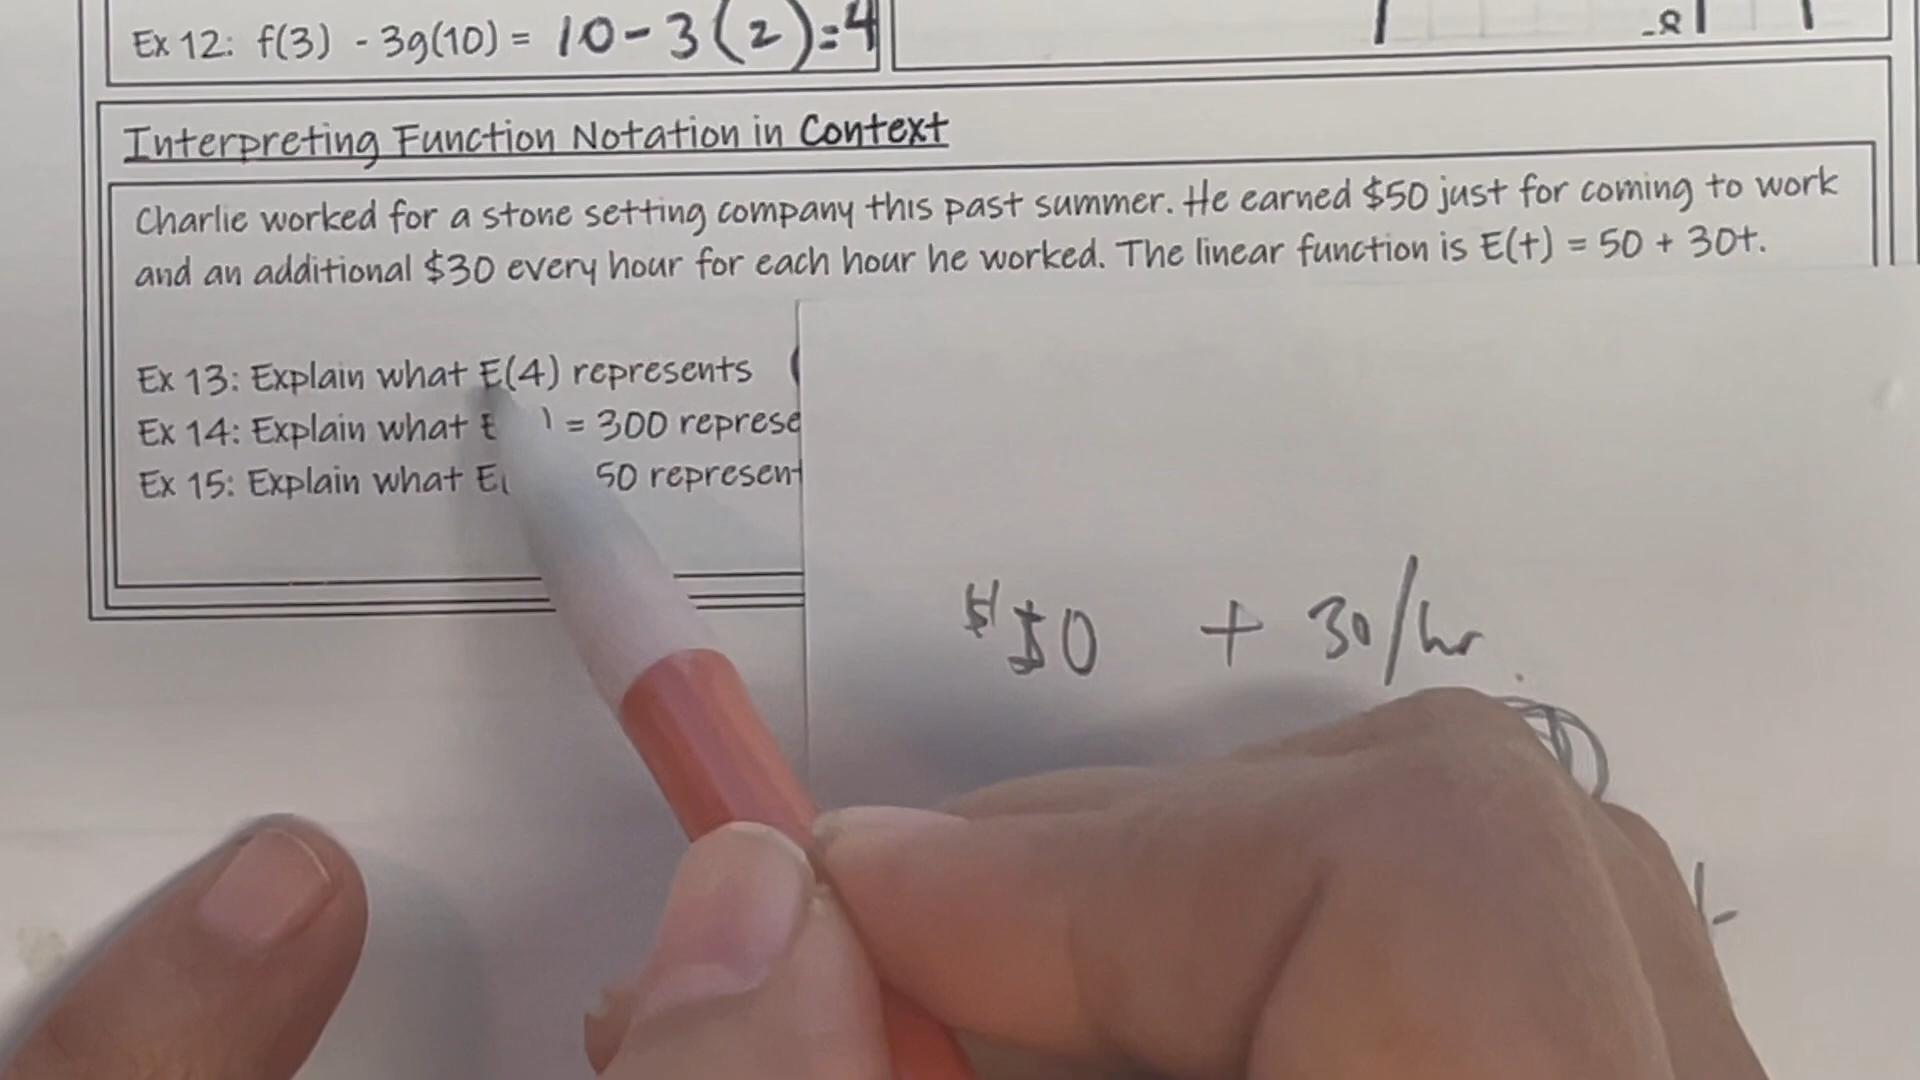 Ex 12: f(3) - 3g(10) = 10-3(2)=4
-8
Interpreting Function Notation in Context
Charlie worked for a stone setting company this past summer. He earned $50 just for coming to work
and an additional $30 every hour for each hour he worked. The linear function is E(t) = 50 + 30t.
Ex 13: Explain what E(4) represents
Ex 14: Explain what = 300
Ex 15: Explain what 50
$50 + 30/hr